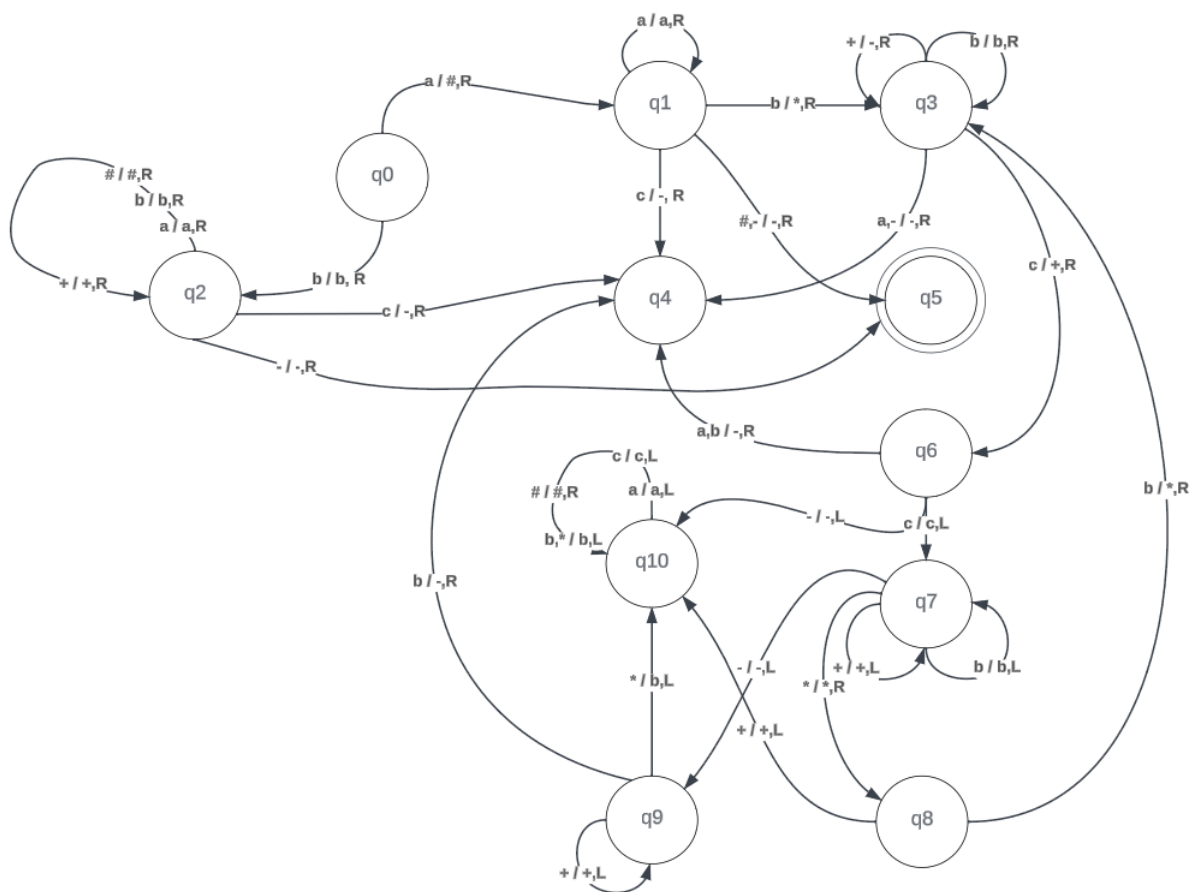 a / a,R
+ / -,R
b / b,R
a / #,R
q1
b / *,R
q3
q0
# / #,R
b / b,R
a / a,R
c / -, R
#,- / -,R
a,- / -,R
c / +,R
+ / +,R
b / b, R
q2
q4
q5
c / -,R
- / -,R
a,b / -,R
q6
c / c,L
# / #,R
a / a,L
b / *,R
- / -,L
c / c,L
b,* / b,L
q10
q7
b / -,R
* / b,L
- / -,L
+ / +,L
b / b,L
* / *,R
+ / +,L
q9
q8
+ / +,L